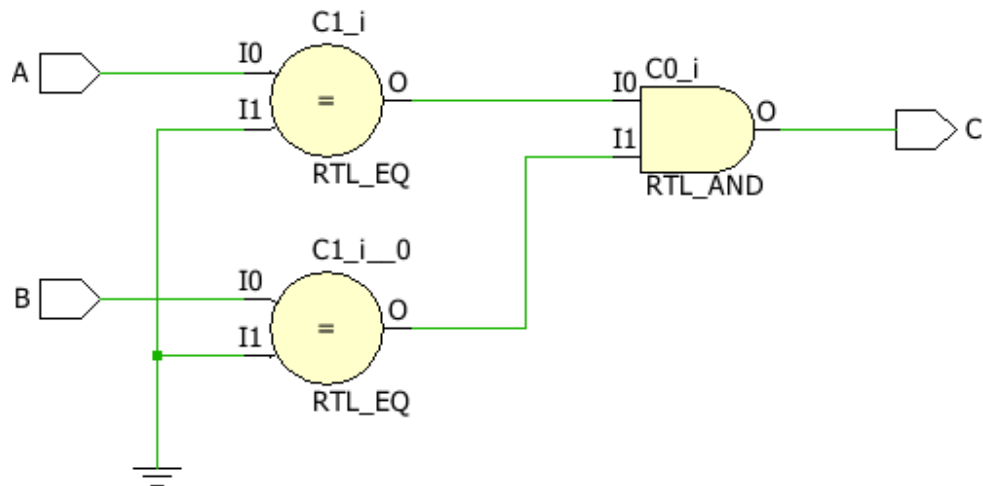 C1_i
A
I0
I1
=
O
RTL_EQ
C0_i
I0
I1
O
RTL_AND
C
C1_i__0
B
I0
I1
=
O
RTL_EQ